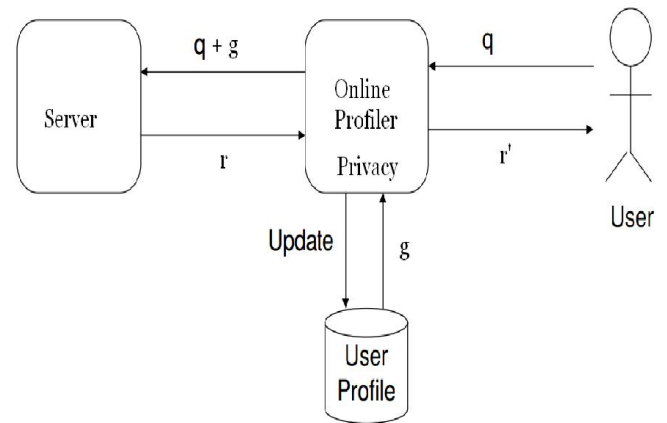 q + g
q
Server
Online
Profiler
Privacy
r
r'
User
Update
g
User
Profile